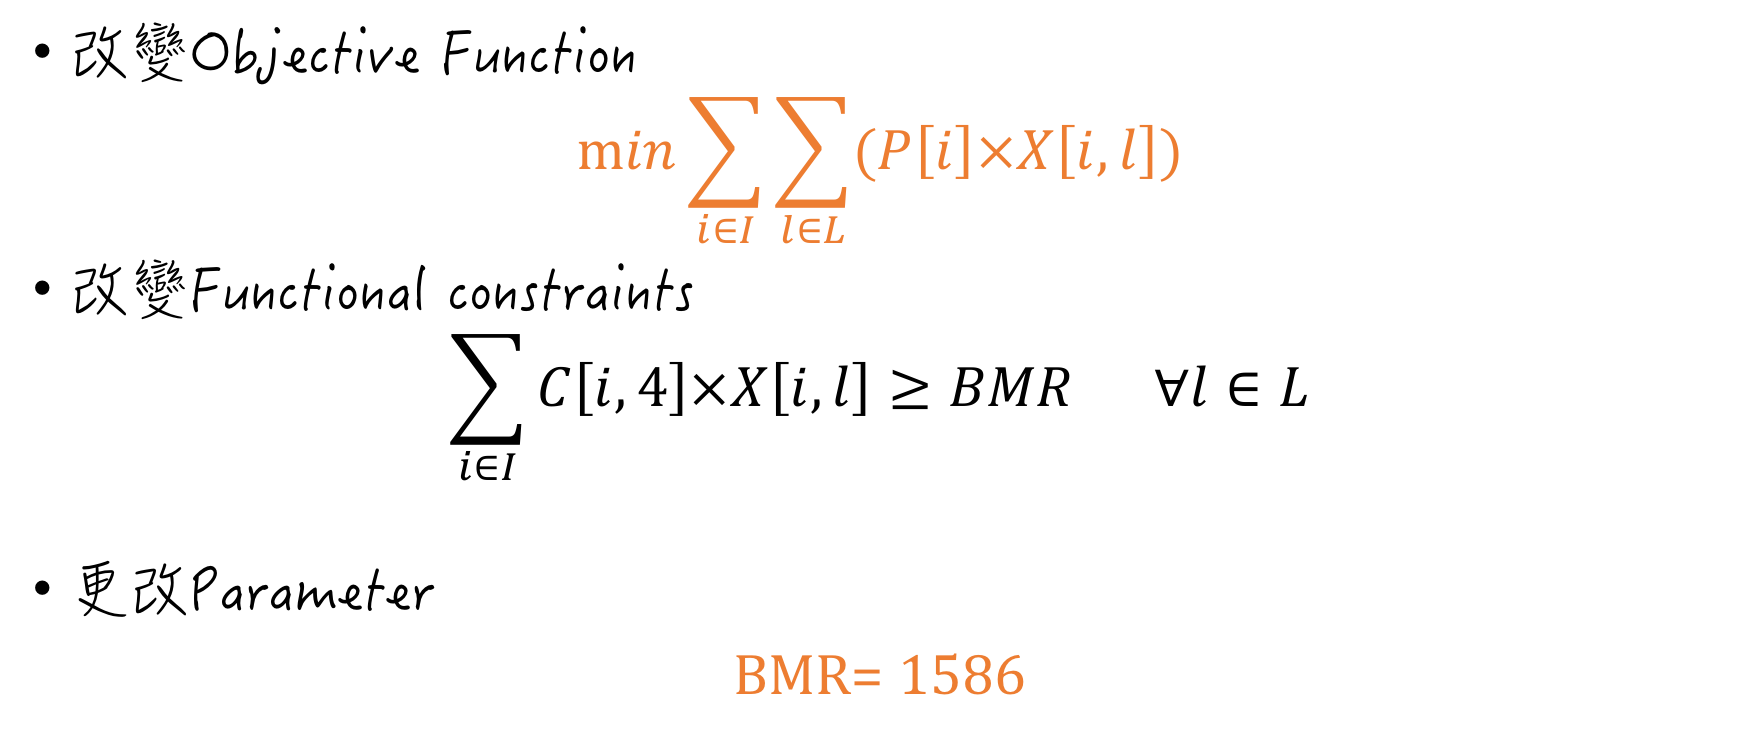 • 改變Objective Function
min ∑i∈I ∑l∈L (P[i]×X[i, l])
• 改變Functional constraints
∑i∈I C[i, 4]×X[i, l] ≥ BMR ∀l ∈ L
• 更改Parameter
BMR= 1586